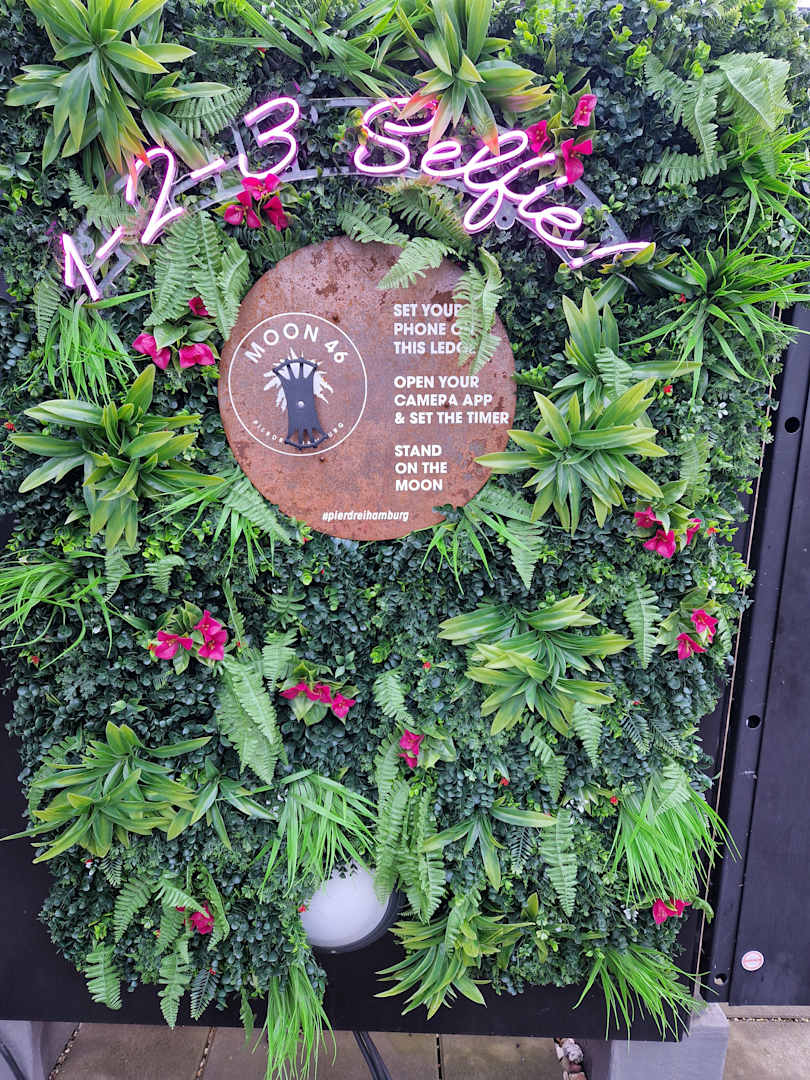 1-2-3 Selfie!
MOON 46
SET YOUR
PHONE ON
THIS LEDGE
OPEN YOUR
CAMERA APP
& SET THE TIMER
STAND
ON THE
MOON
#pierdreihamburg